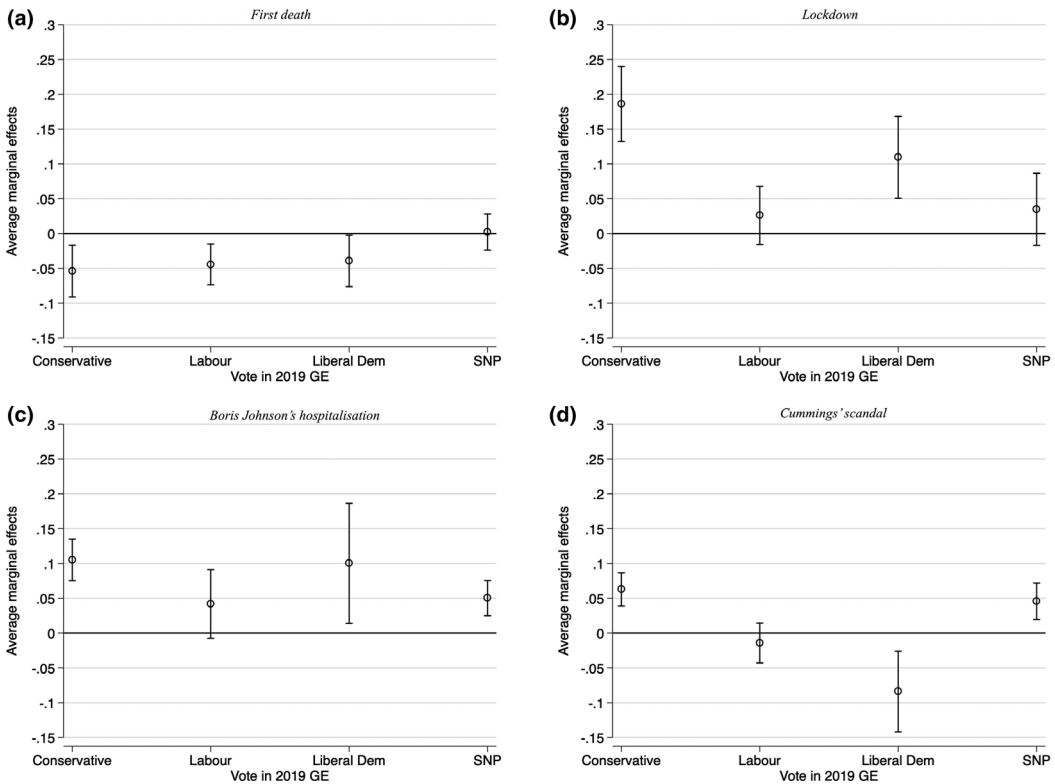 (a)
First death
Average marginal effects
.3
.25
.2
.15
.1
.05
0
-.05
-.1
-.15
Conservative Labour Liberal Dem SNP
Vote in 2019 GE
(b)
Lockdown
Average marginal effects
.3
.25
.2
.15
.1
.05
0
-.05
-.1
-.15
Conservative Labour Liberal Dem SNP
Vote in 2019 GE
(c)
Boris Johnson's hospitalisation
Average marginal effects
.3
.25
.2
.15
.1
.05
0
-.05
-.1
-.15
Conservative Labour Liberal Dem SNP
Vote in 2019 GE
(d)
Cummings' scandal
Average marginal effects
.3
.25
.2
.15
.1
.05
0
-.05
-.1
-.15
Conservative Labour Liberal Dem SNP
Vote in 2019 GE